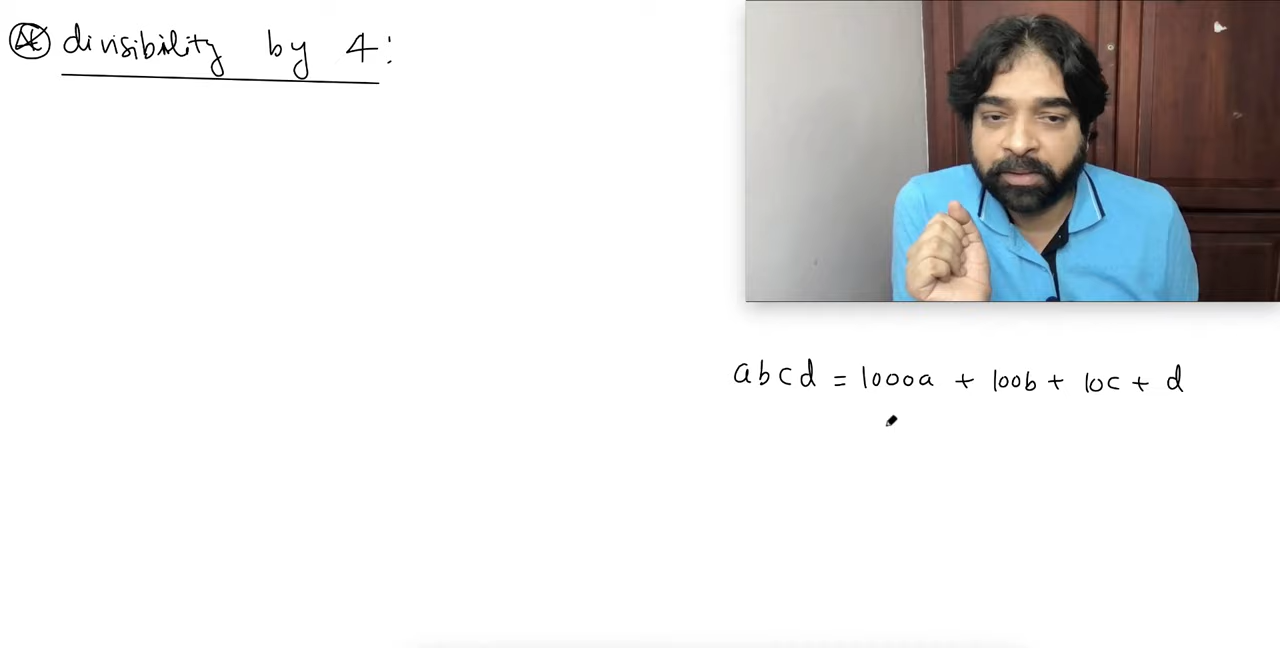 divisibility by 4:
abcd = 1000a + 100b + 10c + d